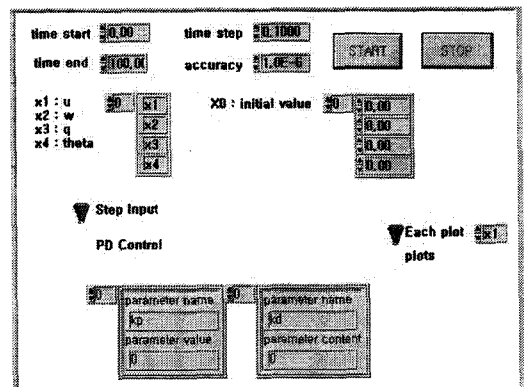 time start 0,00 time step 0,1000 START STOP
time end 100,00 accuracy 1,0E-6
x1 : u 0 x1 X0 : initial value 0 0,00
x2 : w x2 0,00
x3 : q x3 0,00
x4 : theta x4 0,00
Step Input
Each plot x1
PD Control
plots
0 parameter name 0 parameter name
kp kd
parameter value parameter content
0 0